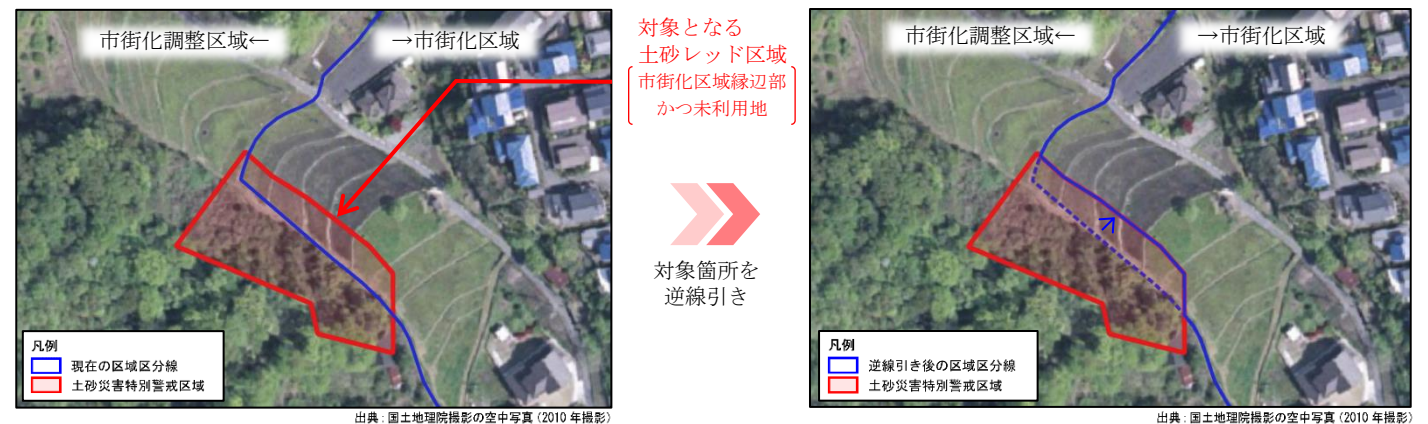 市街化調整区域←
→市街化区域
凡例
現在の区域区分線
土砂災害特別警戒区域
出典：国土地理院撮影の空中写真（2010年撮影）
対象となる
土砂レッド区域
市街化区域縁辺部
かつ未利用地
対象箇所を
逆線引き
市街化調整区域←
→市街化区域
凡例
逆線引き後の区域区分線
土砂災害特別警戒区域
出典：国土地理院撮影の空中写真（2010年撮影）